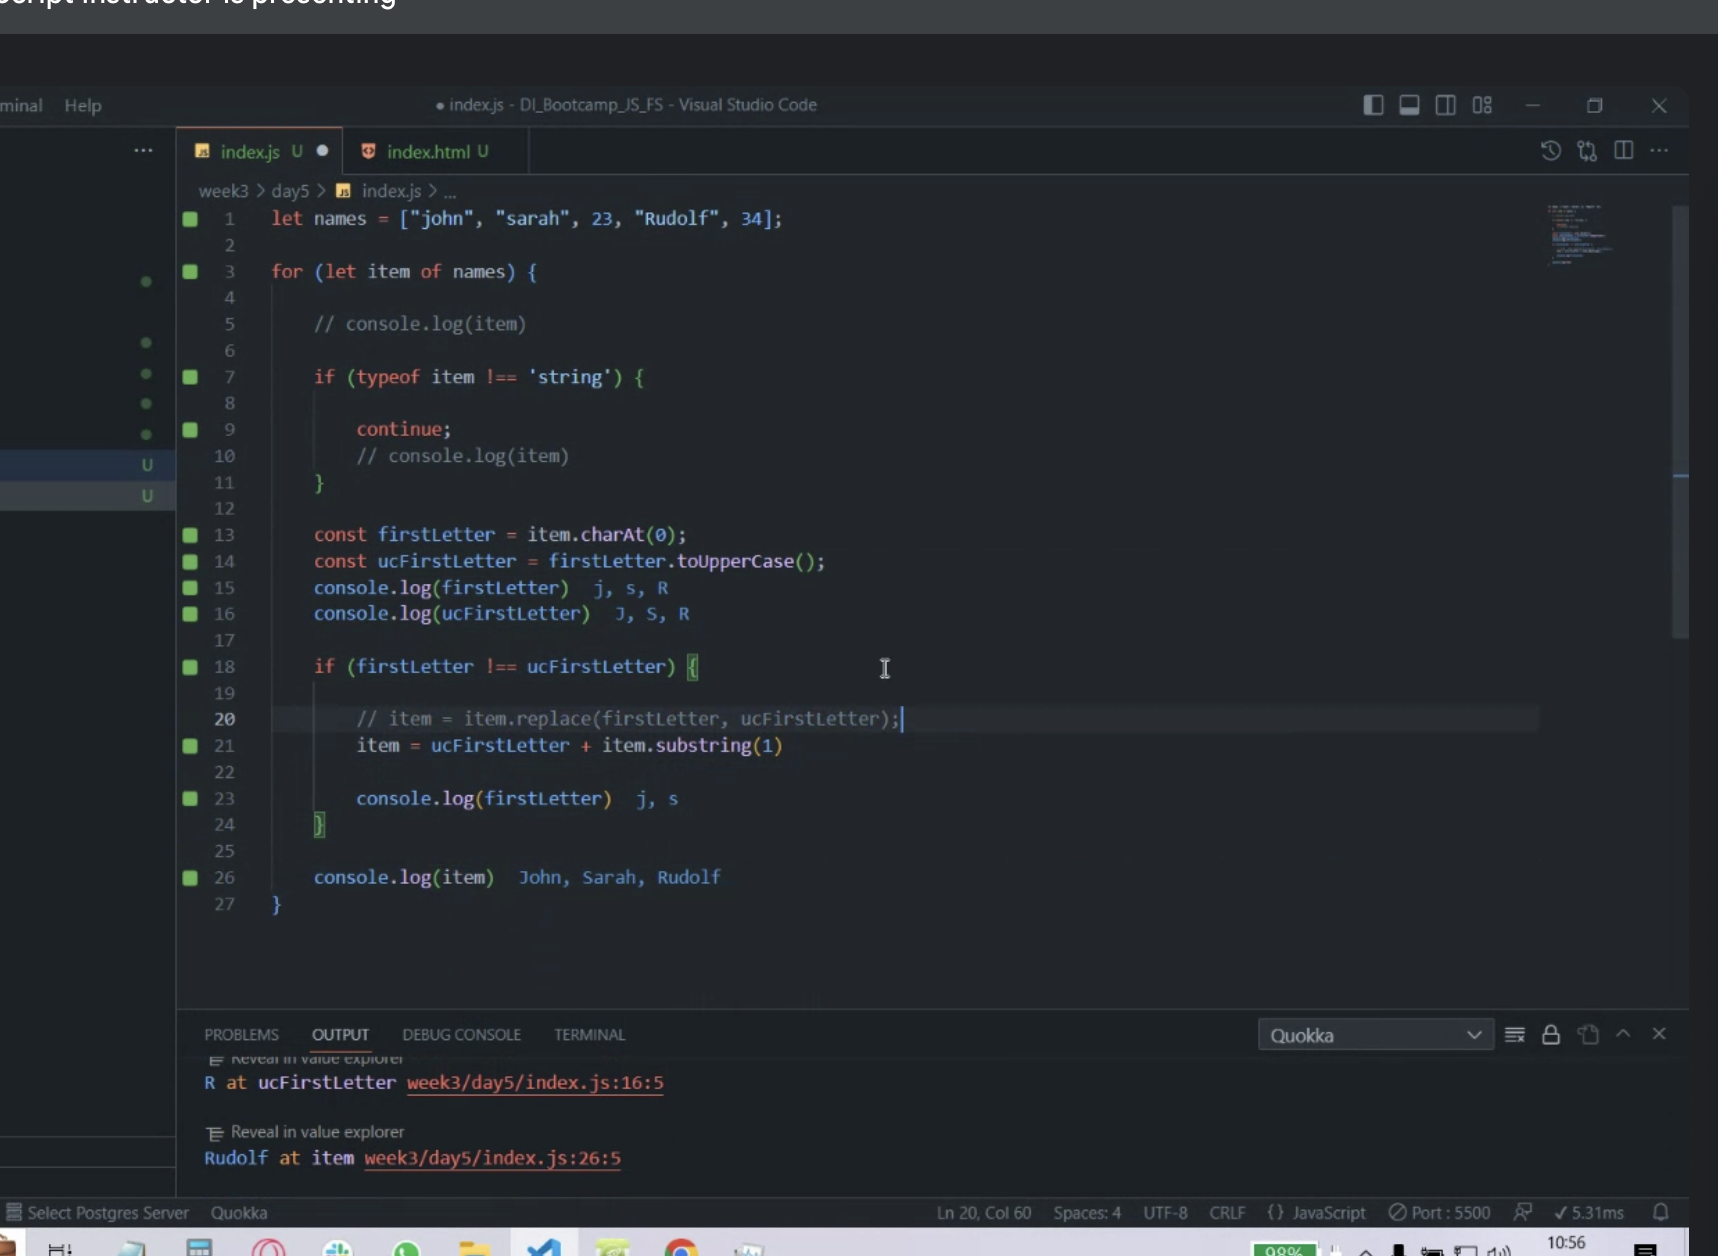 Script Instructor is presenting
minal Help
● index.js - DI_Bootcamp_JS_FS - Visual Studio Code
... index.js U ● index.html U
week3 > day5 > JS index.js > ...
1 let names = ["john", "sarah", 23, "Rudolf", 34];
2
3 for (let item of names) {
4
5 // console.log(item)
6
7 if (typeof item !== 'string') {
8
9 continue;
10 // console.log(item)
11 }
12
13 const firstLetter = item.charAt(0);
14 const ucFirstLetter = firstLetter.toUpperCase();
15 console.log(firstLetter) j, s, R
16 console.log(ucFirstLetter) J, S, R
17
18 if (firstLetter !== ucFirstLetter) {
19
20 // item = item.replace(firstLetter, ucFirstLetter);
21 item = ucFirstLetter + item.substring(1)
22
23 console.log(firstLetter) j, s
24 }
25
26 console.log(item) John, Sarah, Rudolf
27 }
U
U
PROBLEMS OUTPUT DEBUG CONSOLE TERMINAL Quokka
Reveal in value explorer
R at ucFirstLetter week3/day5/index.js:16:5
Reveal in value explorer
Rudolf at item week3/day5/index.js:26:5
Select Postgres Server Quokka Ln 20, Col 60 Spaces: 4 UTF-8 CRLF {} JavaScript Port : 5500 ✓ 5.31ms
98% 10:56